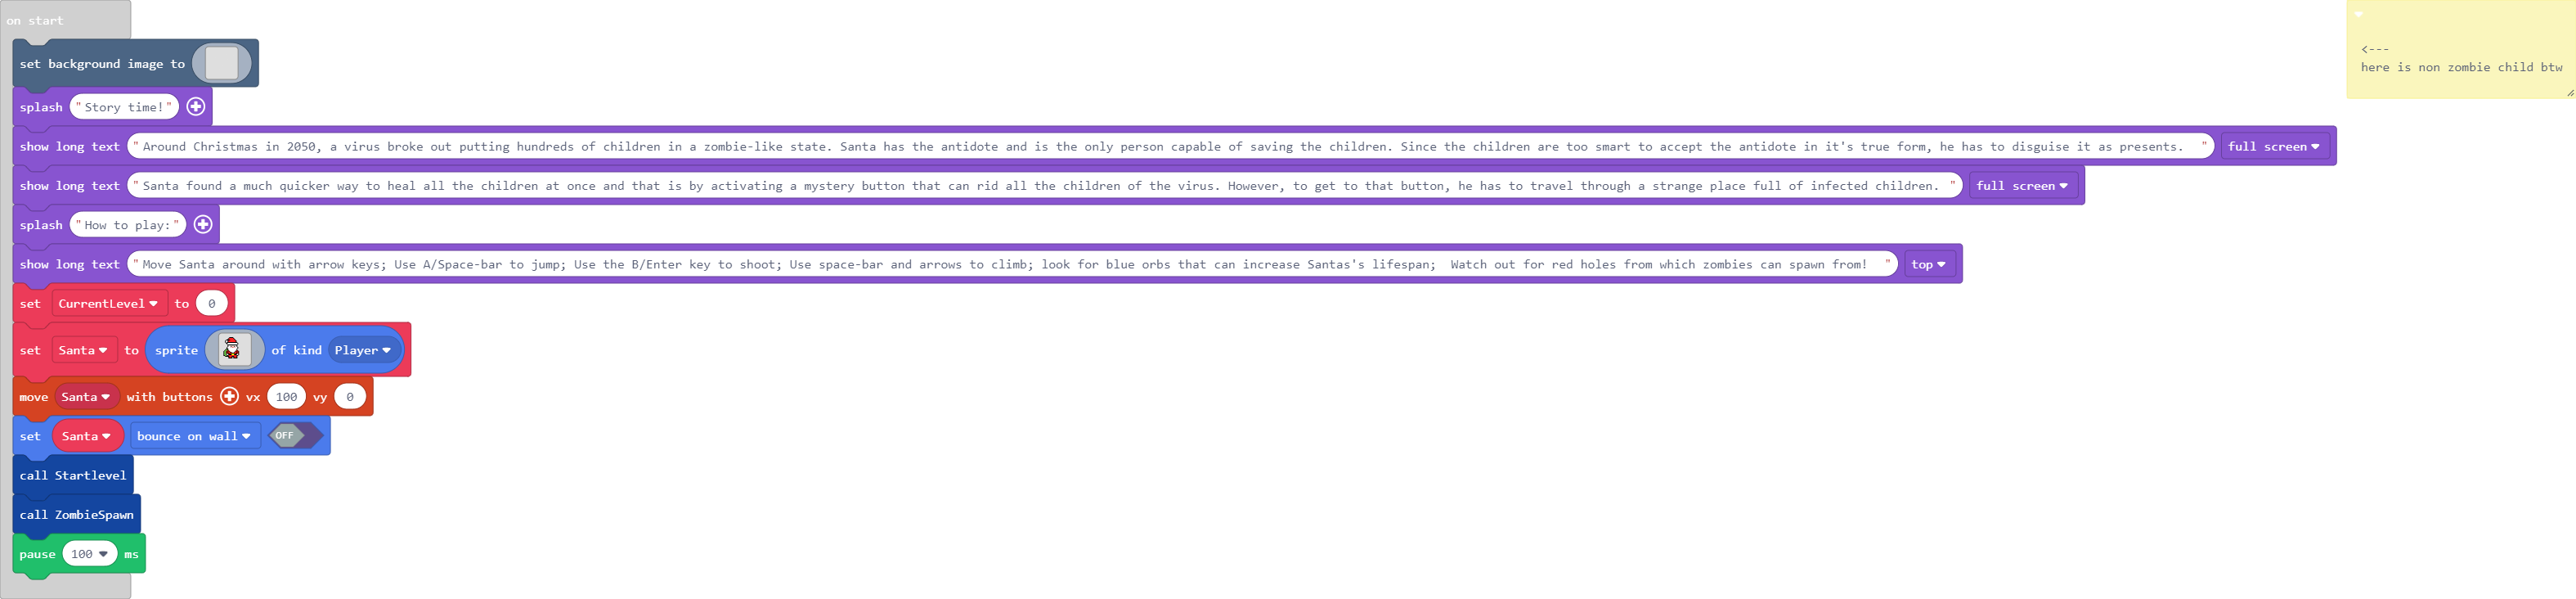 on start
set background image to
splash "Story time!"
show long text "Around Christmas in 2050, a virus broke out putting hundreds of children in a zombie-like state. Santa has the antidote and is the only person capable of saving the children. Since the children are too smart to accept the antidote in it's true form, he has to disguise it as presents. " full screen
show long text "Santa found a much quicker way to heal all the children at once and that is by activating a mystery button that can rid all the children of the virus. However, to get to that button, he has to travel through a strange place full of infected children. " full screen
splash "How to play:"
show long text "Move Santa around with arrow keys; Use A/Space-bar to jump; Use the B/Enter key to shoot; Use space-bar and arrows to climb; look for blue orbs that can increase Santas's lifespan;  Watch out for red holes from which zombies can spawn from!  " top
set CurrentLevel to 0
set Santa to sprite of kind Player
move Santa with buttons vx 100 vy 0
set Santa bounce on wall OFF
call Startlevel
call ZombieSpawn
pause 100 ms
<---
here is non zombie child btw